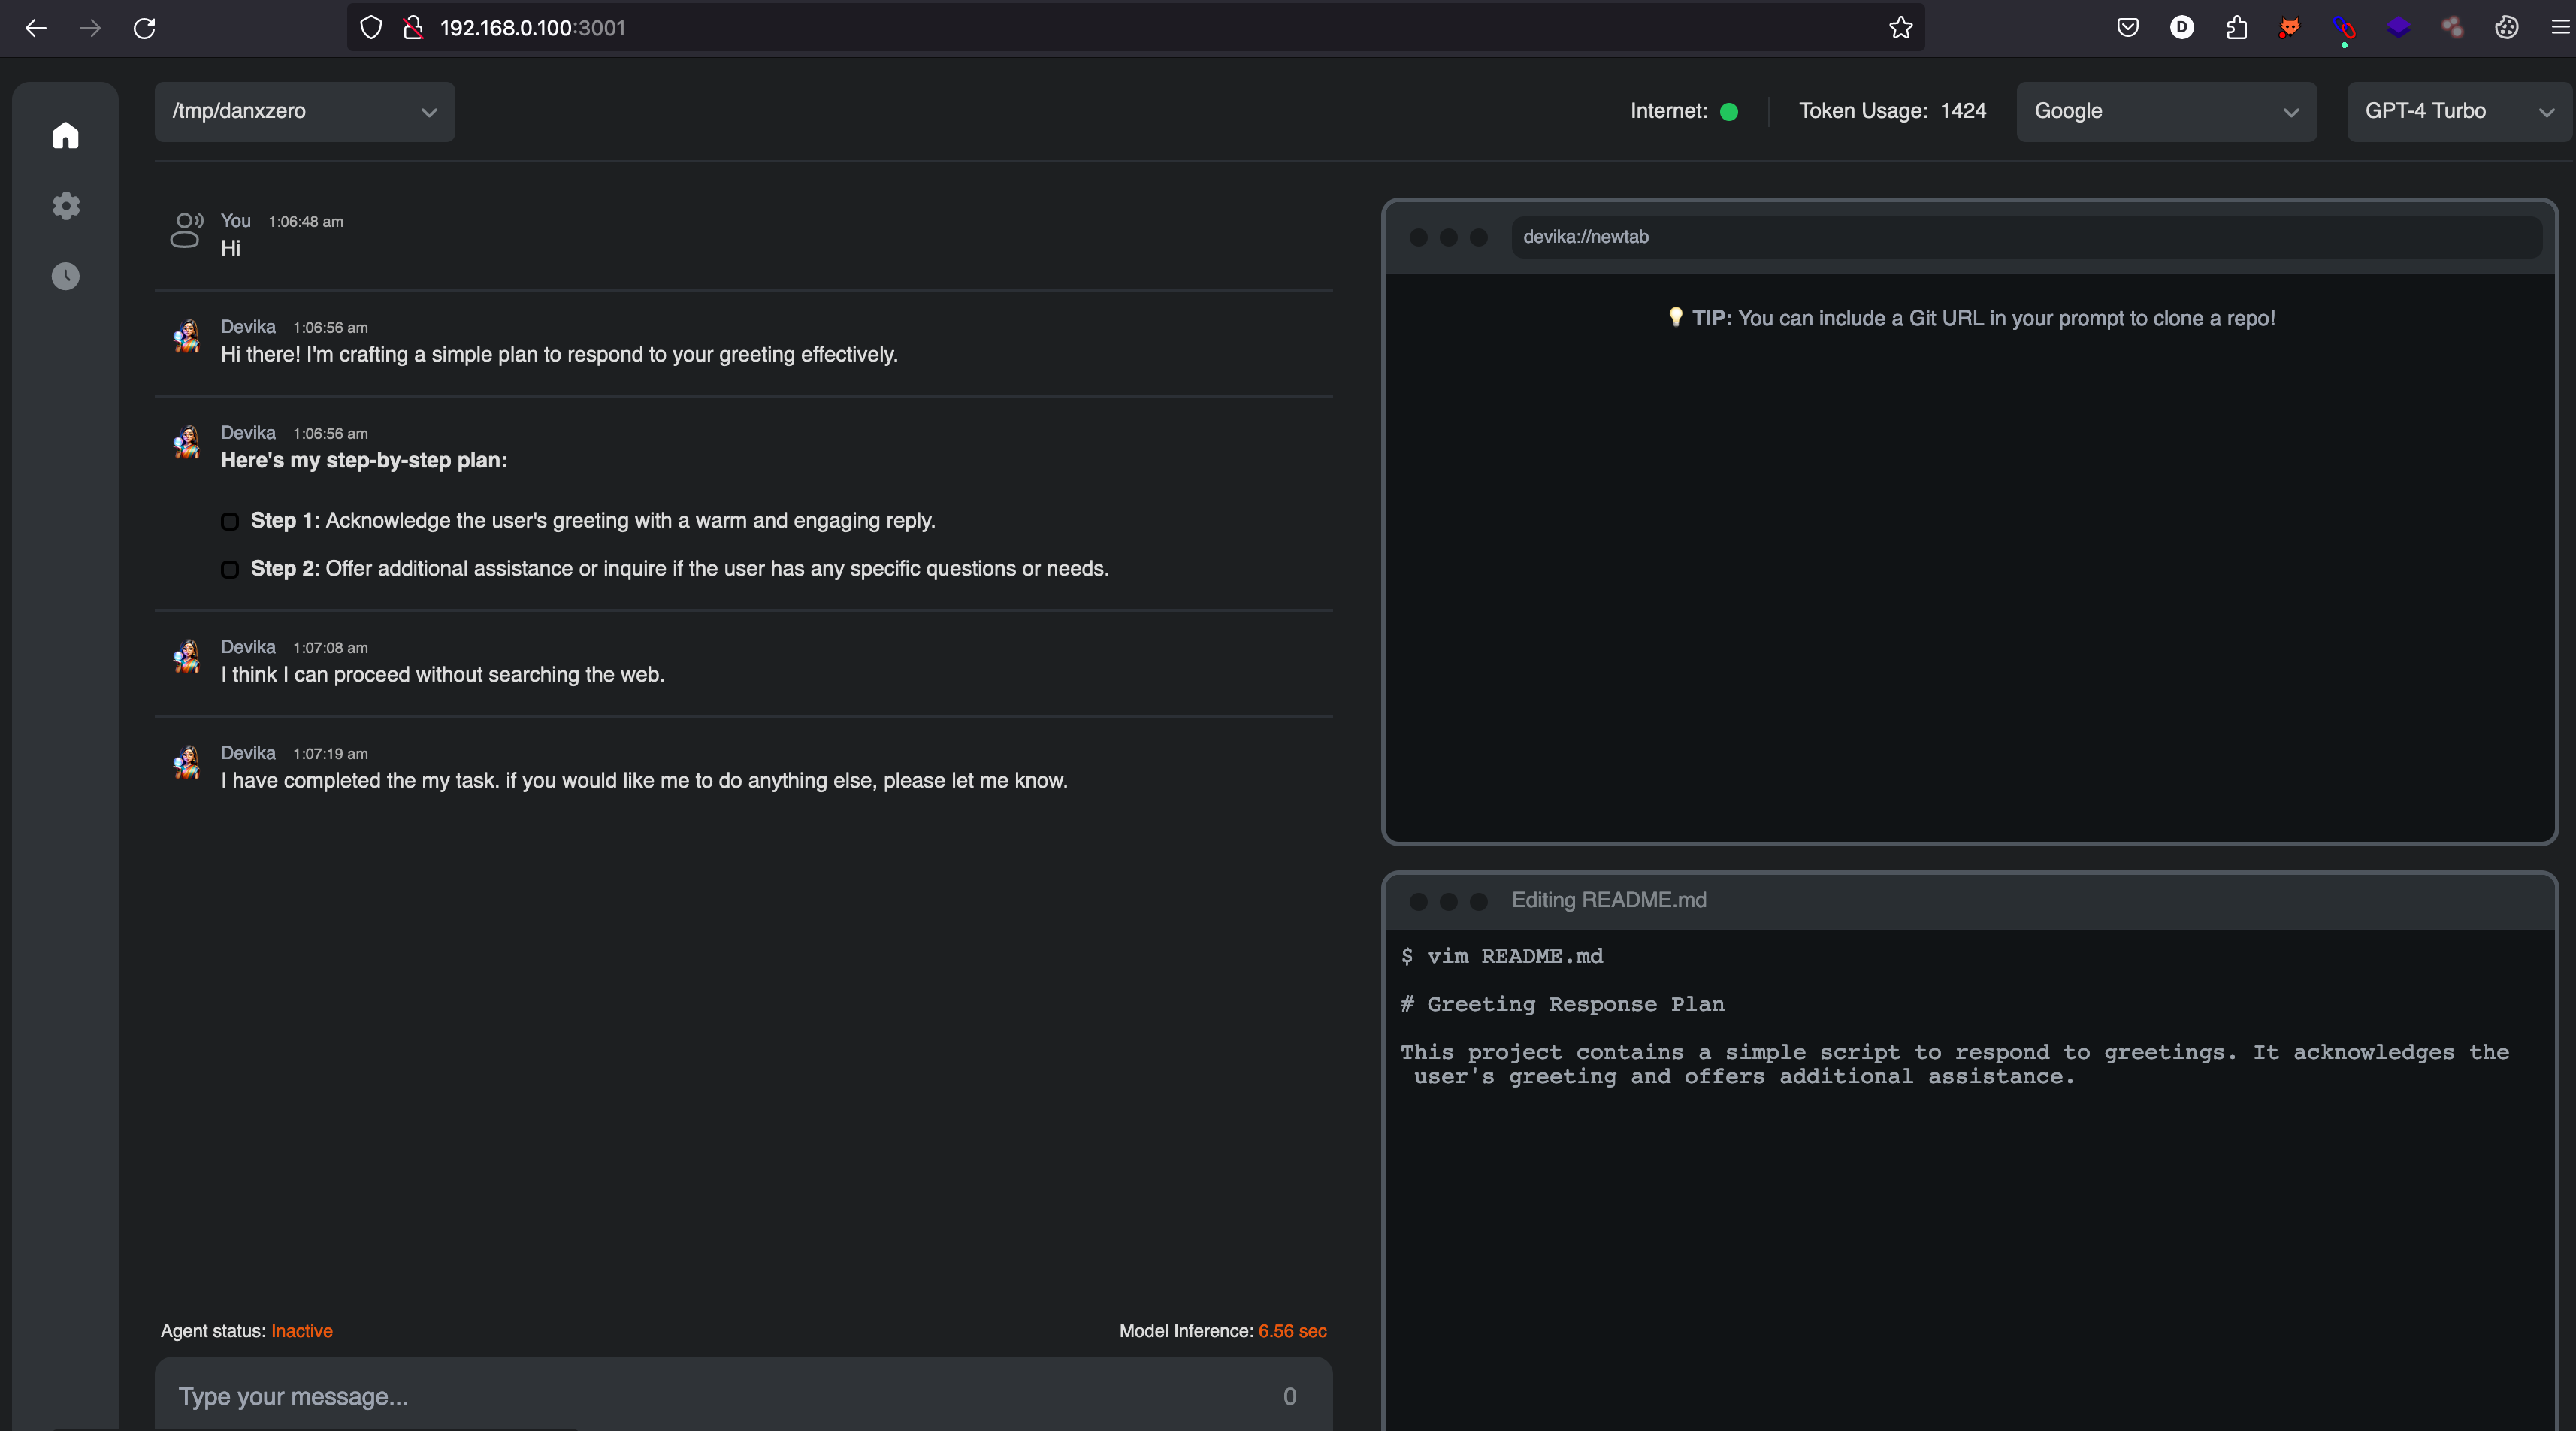 192.168.0.100:3001
D
/tmp/danxzero
Internet:
Token Usage: 1424
Google
GPT-4 Turbo
You 1:06:48 am
Hi
Devika 1:06:56 am
Hi there! I'm crafting a simple plan to respond to your greeting effectively.
Devika 1:06:56 am
Here's my step-by-step plan:
Step 1: Acknowledge the user's greeting with a warm and engaging reply.
Step 2: Offer additional assistance or inquire if the user has any specific questions or needs.
Devika 1:07:08 am
I think I can proceed without searching the web.
Devika 1:07:19 am
I have completed the my task. if you would like me to do anything else, please let me know.
Agent status: Inactive
Model Inference: 6.56 sec
Type your message...
0
devika://newtab
TIP: You can include a Git URL in your prompt to clone a repo!
Editing README.md
$ vim README.md
# Greeting Response Plan
This project contains a simple script to respond to greetings. It acknowledges the
user's greeting and offers additional assistance.